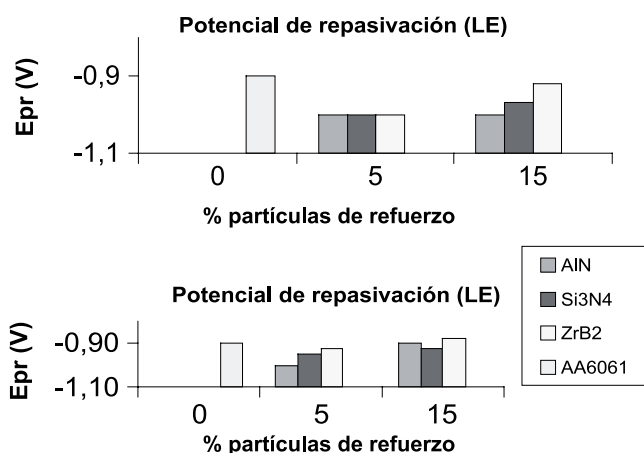 Potencial de repasivación (LE)
Epr (V)
-0,9
-1,1
0 5 15
% partículas de refuerzo
Potencial de repasivación (LE)
Epr (V)
-0,90
-1,10
0 5 15
% partículas de refuerzo
AlN
Si3N4
ZrB2
AA6061